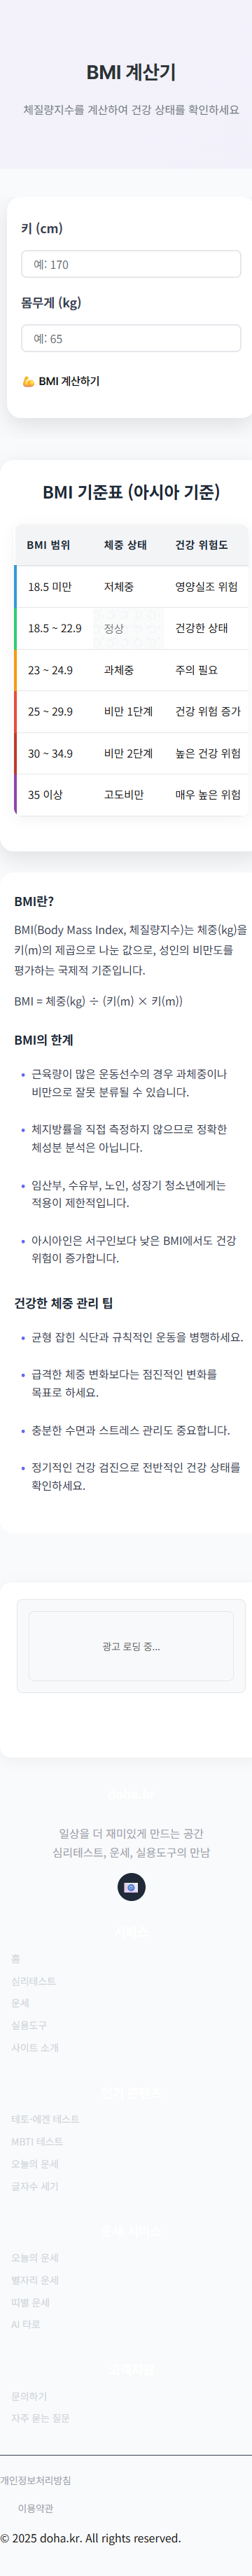 BMI 계산기
체질량지수를 계산하여 건강 상태를 확인하세요
키 (cm)
예: 170
몸무게 (kg)
예: 65
💪 BMI 계산하기
BMI 기준표 (아시아 기준)
BMI 범위 체중 상태 건강 위험도
18.5 미만 저체중 영양실조 위험
18.5 ~ 22.9 정상 건강한 상태
23 ~ 24.9 과체중 주의 필요
25 ~ 29.9 비만 1단계 건강 위험 증가
30 ~ 34.9 비만 2단계 높은 건강 위험
35 이상 고도비만 매우 높은 위험
BMI란?
BMI(Body Mass Index, 체질량지수)는 체중(kg)을
키(m)의 제곱으로 나눈 값으로, 성인의 비만도를
평가하는 국제적 기준입니다.
BMI = 체중(kg) ÷ (키(m) × 키(m))
BMI의 한계
• 근육량이 많은 운동선수의 경우 과체중이나
비만으로 잘못 분류될 수 있습니다.
• 체지방률을 직접 측정하지 않으므로 정확한
체성분 분석은 아닙니다.
• 임산부, 수유부, 노인, 성장기 청소년에게는
적용이 제한적입니다.
• 아시아인은 서구인보다 낮은 BMI에서도 건강
위험이 증가합니다.
건강한 체중 관리 팁
• 균형 잡힌 식단과 규칙적인 운동을 병행하세요.
• 급격한 체중 변화보다는 점진적인 변화를
목표로 하세요.
• 충분한 수면과 스트레스 관리도 중요합니다.
• 정기적인 건강 검진으로 전반적인 건강 상태를
확인하세요.
광고 로딩 중...
doha.kr
일상을 더 재미있게 만드는 공간
심리테스트, 운세, 실용도구의 만남
홈
심리테스트
운세
실용도구
사이트 소개
테토-에겐 테스트
MBTI 테스트
오늘의 운세
글자수 세기
오늘의 운세
별자리 운세
띠별 운세
AI 타로
문의하기
자주 묻는 질문
개인정보처리방침
이용약관
© 2025 doha.kr. All rights reserved.